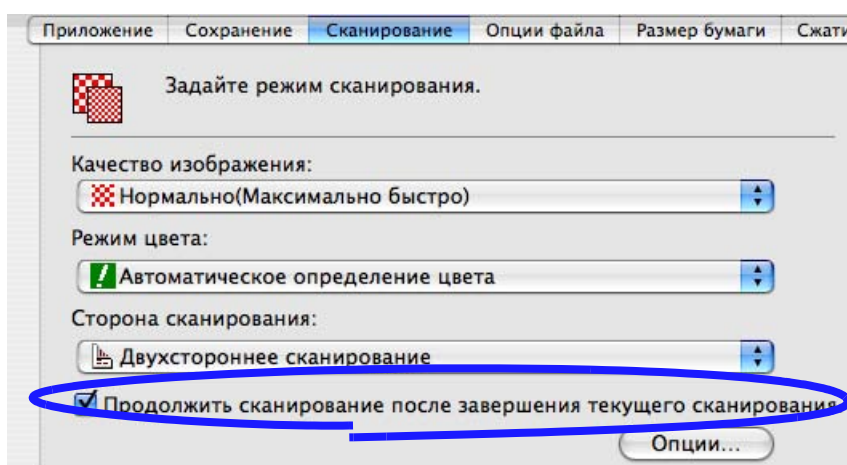 Приложение Сохранение Сканирование Опции файла Размер бумаги Сжати
Задайте режим сканирования.
Качество изображения:
Нормально(Максимально быстро)
Режим цвета:
Автоматическое определение цвета
Сторона сканирования:
Двухстороннее сканирование
Продолжить сканирование после завершения текущего сканирования
Опции...